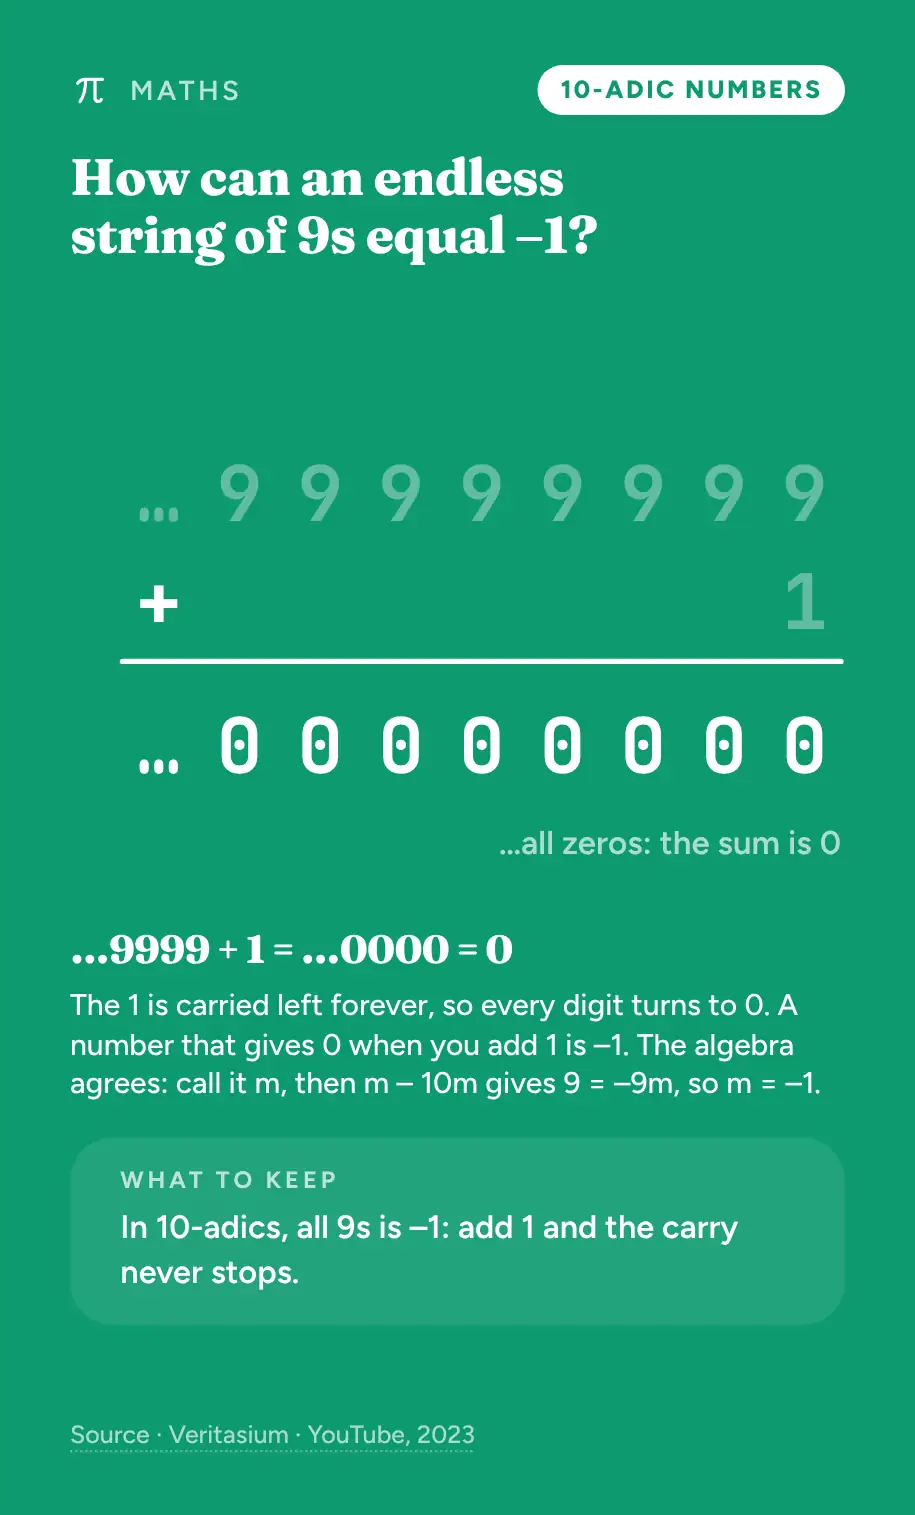 π MATHS
10-ADIC NUMBERS
How can an endless
string of 9s equal –1?
... 9 9 9 9 9 9 9 9
+ 1
... 0 0 0 0 0 0 0 0
...all zeros: the sum is 0
...9999 + 1 = ...0000 = 0
The 1 is carried left forever, so every digit turns to 0. A
number that gives 0 when you add 1 is –1. The algebra
agrees: call it m, then m – 10m gives 9 = –9m, so m = –1.
WHAT TO KEEP
In 10-adics, all 9s is –1: add 1 and the carry
never stops.
Source · Veritasium · YouTube, 2023